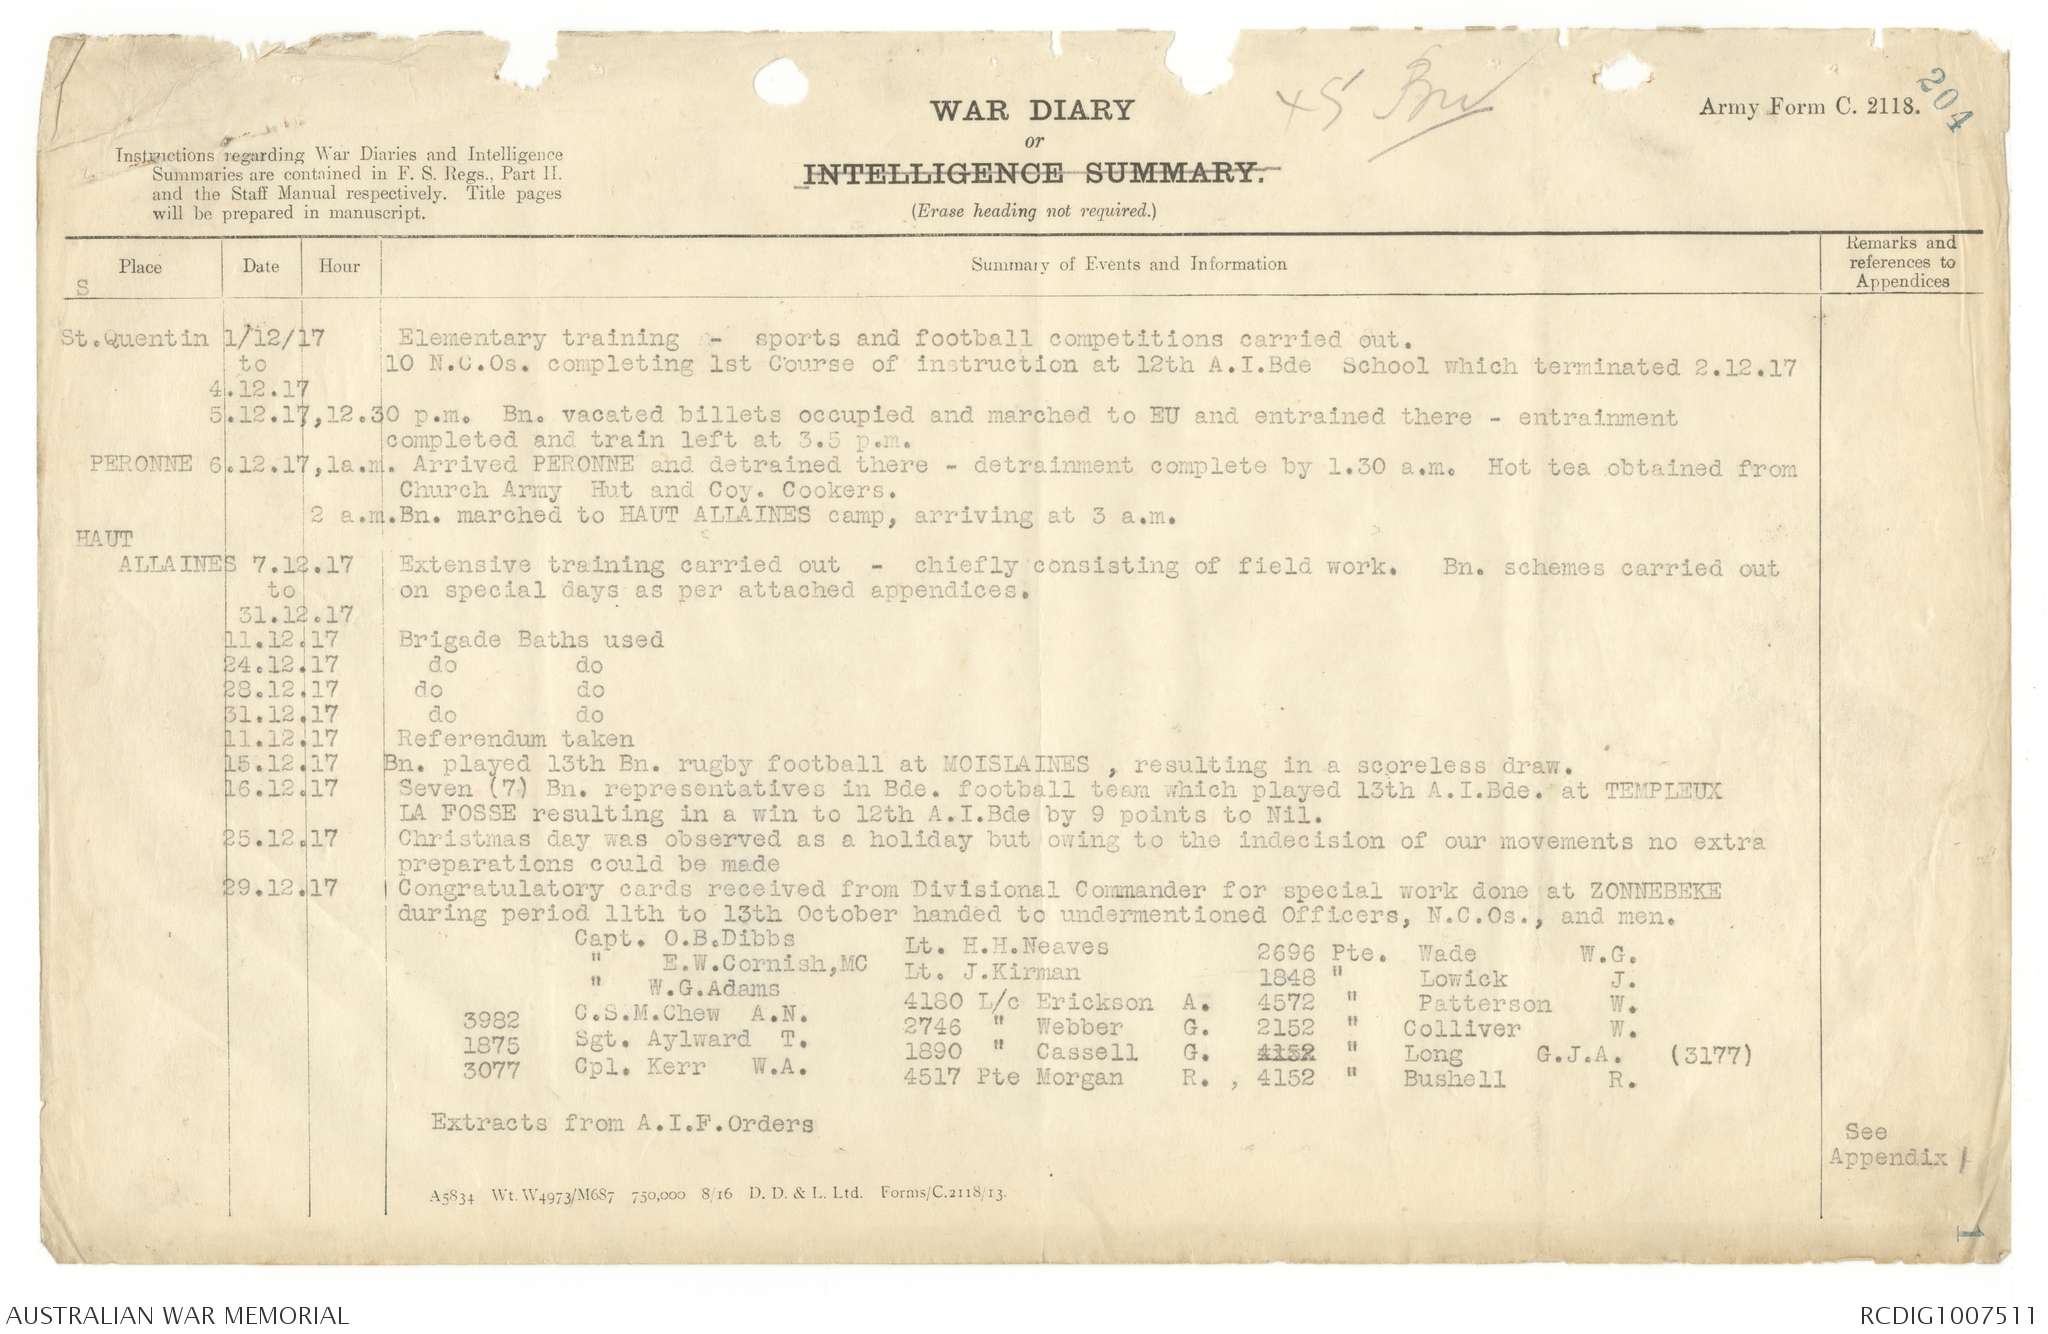 45 Bn
204
WAR DIARY
or
INTELLIGENCE SUMMARY.
(Erase heading not required.)
Army Form C. 2118.
Instructions regarding War Diaries and Intelligence
Summaries are contained in F. S. Regs., Part II.
and the Staff Manual respectively. Title pages
will be prepared in manuscript.
Place Date Hour Summary of Events and Information Remarks and references to Appendices
S
St.Quentin 1/12/17 Elementary training - sports and football competitions carried out.
to 10 N.C.Os. completing 1st Course of instruction at 12th A.I.Bde School which terminated 2.12.17
4.12.17
5.12.17,12.30 p.m. Bn. vacated billets occupied and marched to EU and entrained there - entrainment
completed and train left at 3.5 p.m.
PERONNE 6.12.17,1a.m. Arrived PERONNE and detrained there - detrainment complete by 1.30 a.m. Hot tea obtained from
Church Army Hut and Coy. Cookers.
2 a.m.Bn. marched to HAUT ALLAINES camp, arriving at 3 a.m.
HAUT
ALLAINES 7.12.17 Extensive training carried out - chiefly consisting of field work. Bn. schemes carried out
to on special days as per attached appendices.
31.12.17
11.12.17 Brigade Baths used
24.12.17 do do
28.12.17 do do
31.12.17 do do
11.12.17 Referendum taken
15.12.17 Bn. played 13th Bn. rugby football at MOISLAINES , resulting in a scoreless draw.
16.12.17 Seven (7) Bn. representatives in Bde. football team which played 13th A.I.Bde. at TEMPLEUX
LA FOSSE resulting in a win to 12th A.I.Bde by 9 points to Nil.
25.12.17 Christmas day was observed as a holiday but owing to the indecision of our movements no extra
preparations could be made
29.12.17 Congratulatory cards received from Divisional Commander for special work done at ZONNEBEKE
during period 11th to 13th October handed to undermentioned Officers, N.C.Os., and men.
Capt. O.B.Dibbs Lt. H.H.Neaves 2696 Pte. Wade W.G.
" E.W.Cornish,MC Lt. J.Kirman 1848 " Lowick J.
" W.G.Adams 4180 L/c Erickson A. 4572 " Patterson W.
3982 C.S.M.Chew A.N. 2746 " Webber G. 2152 " Colliver W.
1875 Sgt. Aylward T. 1890 " Cassell G. 4152 " Long G.J.A. (3177)
3077 Cpl. Kerr W.A. 4517 Pte Morgan R. , 4152 " Bushell R.
Extracts from A.I.F.Orders
See
Appendix 1
A5834 Wt. W4973/M687 750,000 8/16 D. D. & L. Ltd. Forms/C.2118/13.
1
AUSTRALIAN WAR MEMORIAL
RCDIG1007511